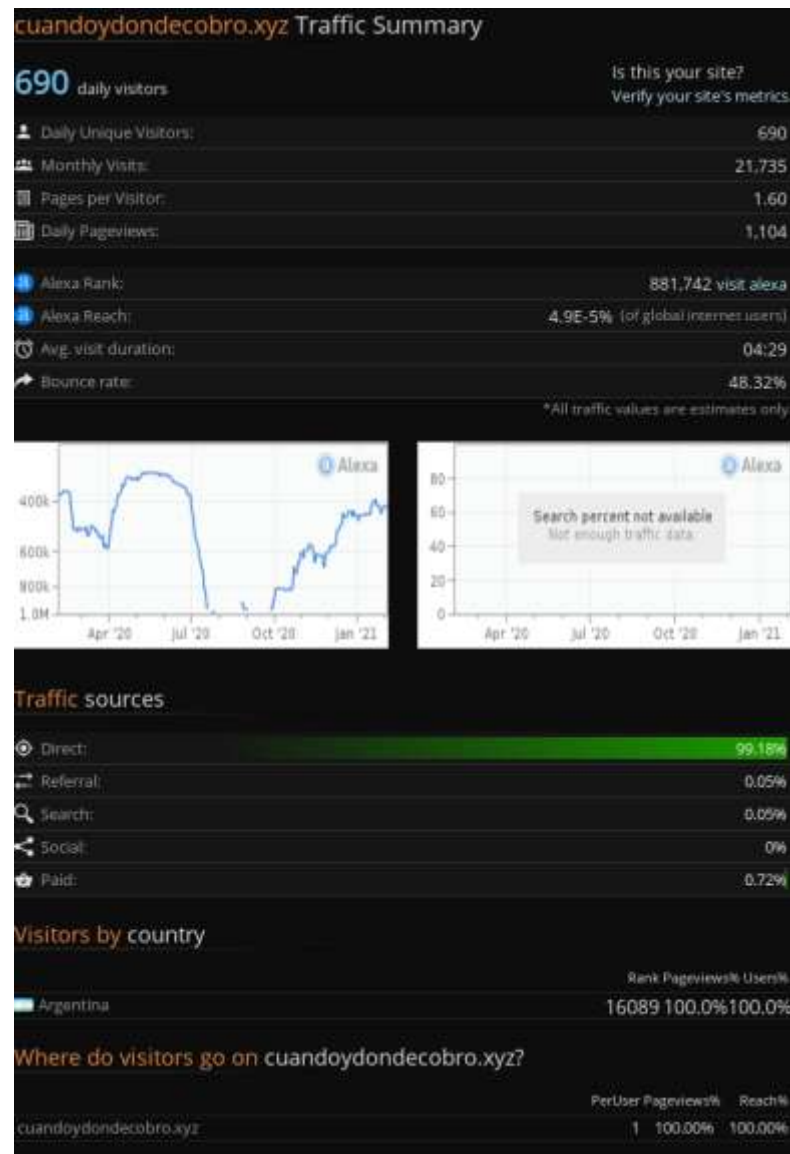 cuandoydondecobro.xyz Traffic Summary
690 daily visitors
Is this your site?
Verify your site's metrics
Daily Unique Visitors: 690
Monthly Visits: 21,735
Pages per Visitor: 1.60
Daily Pageviews: 1,104
Alexa Rank: 881,742 visit alexa
Alexa Reach: 4.9E-5% (of global internet users)
Avg. visit duration: 04:29
Bounce rate: 48.32%
*All traffic values are estimates only
Alexa
400k
600k
800k
1.0M
Apr '20 Jul '20 Oct '20 Jan '21
Alexa
80
60
40
20
0
Search percent not available
Not enough traffic data
Apr '20 Jul '20 Oct '20 Jan '21
Traffic sources
Direct: 99.18%
Referral: 0.05%
Search: 0.05%
Social: 0%
Paid: 0.72%
Visitors by country
Rank Pageviews% Users%
Argentina 16089 100.0% 100.0%
Where do visitors go on cuandoydondecobro.xyz?
PerUser Pageviews% Reach%
cuandoydondecobro.xyz 1 100.00% 100.00%